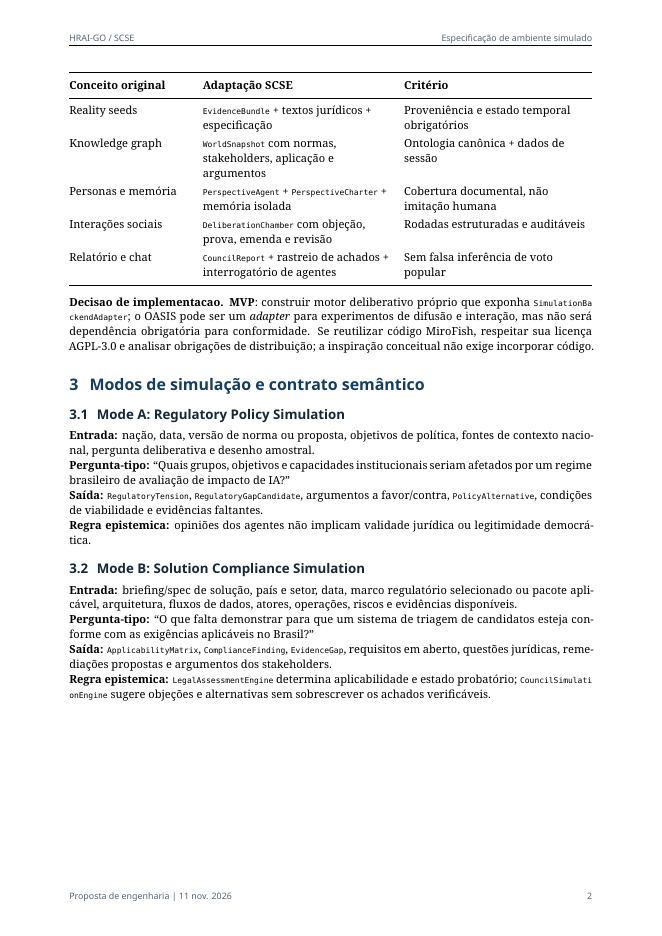 HRAI-GO / SCSE
Especificação de ambiente simulado
Conceito original Adaptação SCSE Critério
Reality seeds EvidenceBundle + textos jurídicos + Proveniência e estado temporal
especificação obrigatórios
Knowledge graph WorldSnapshot com normas, Ontologia canônica + dados de
stakeholders, aplicação e sessão
argumentos
Personas e memória PerspectiveAgent + PerspectiveCharter + Cobertura documental, não
memória isolada imitação humana
Interações sociais DeliberationChamber com objeção, Rodadas estruturadas e auditáveis
prova, emenda e revisão
Relatório e chat CouncilReport + rastreio de achados + Sem falsa inferência de voto
interrogatório de agentes popular
Decisao de implementacao. MVP: construir motor deliberativo próprio que exponha SimulationBa
ckendAdapter; o OASIS pode ser um adapter para experimentos de difusão e interação, mas não será
dependência obrigatória para conformidade. Se reutilizar código MiroFish, respeitar sua licença
AGPL-3.0 e analisar obrigações de distribuição; a inspiração conceitual não exige incorporar código.
3 Modos de simulação e contrato semântico
3.1 Mode A: Regulatory Policy Simulation
Entrada: nação, data, versão de norma ou proposta, objetivos de política, fontes de contexto nacio-
nal, pergunta deliberativa e desenho amostral.
Pergunta-tipo: “Quais grupos, objetivos e capacidades institucionais seriam afetados por um regime
brasileiro de avaliação de impacto de IA?”
Saída: RegulatoryTension, RegulatoryGapCandidate, argumentos a favor/contra, PolicyAlternative, condições
de viabilidade e evidências faltantes.
Regra epistemica: opiniões dos agentes não implicam validade jurídica ou legitimidade democrá-
tica.
3.2 Mode B: Solution Compliance Simulation
Entrada: briefing/spec de solução, país e setor, data, marco regulatório selecionado ou pacote apli-
cável, arquitetura, fluxos de dados, atores, operações, riscos e evidências disponíveis.
Pergunta-tipo: “O que falta demonstrar para que um sistema de triagem de candidatos esteja con-
forme com as exigências aplicáveis no Brasil?”
Saída: ApplicabilityMatrix, ComplianceFinding, EvidenceGap, requisitos em aberto, questões jurídicas, reme-
diações propostas e argumentos dos stakeholders.
Regra epistemica: LegalAssessmentEngine determina aplicabilidade e estado probatório; CouncilSimulati
onEngine sugere objeções e alternativas sem sobrescrever os achados verificáveis.
Proposta de engenharia | 11 nov. 2026
2